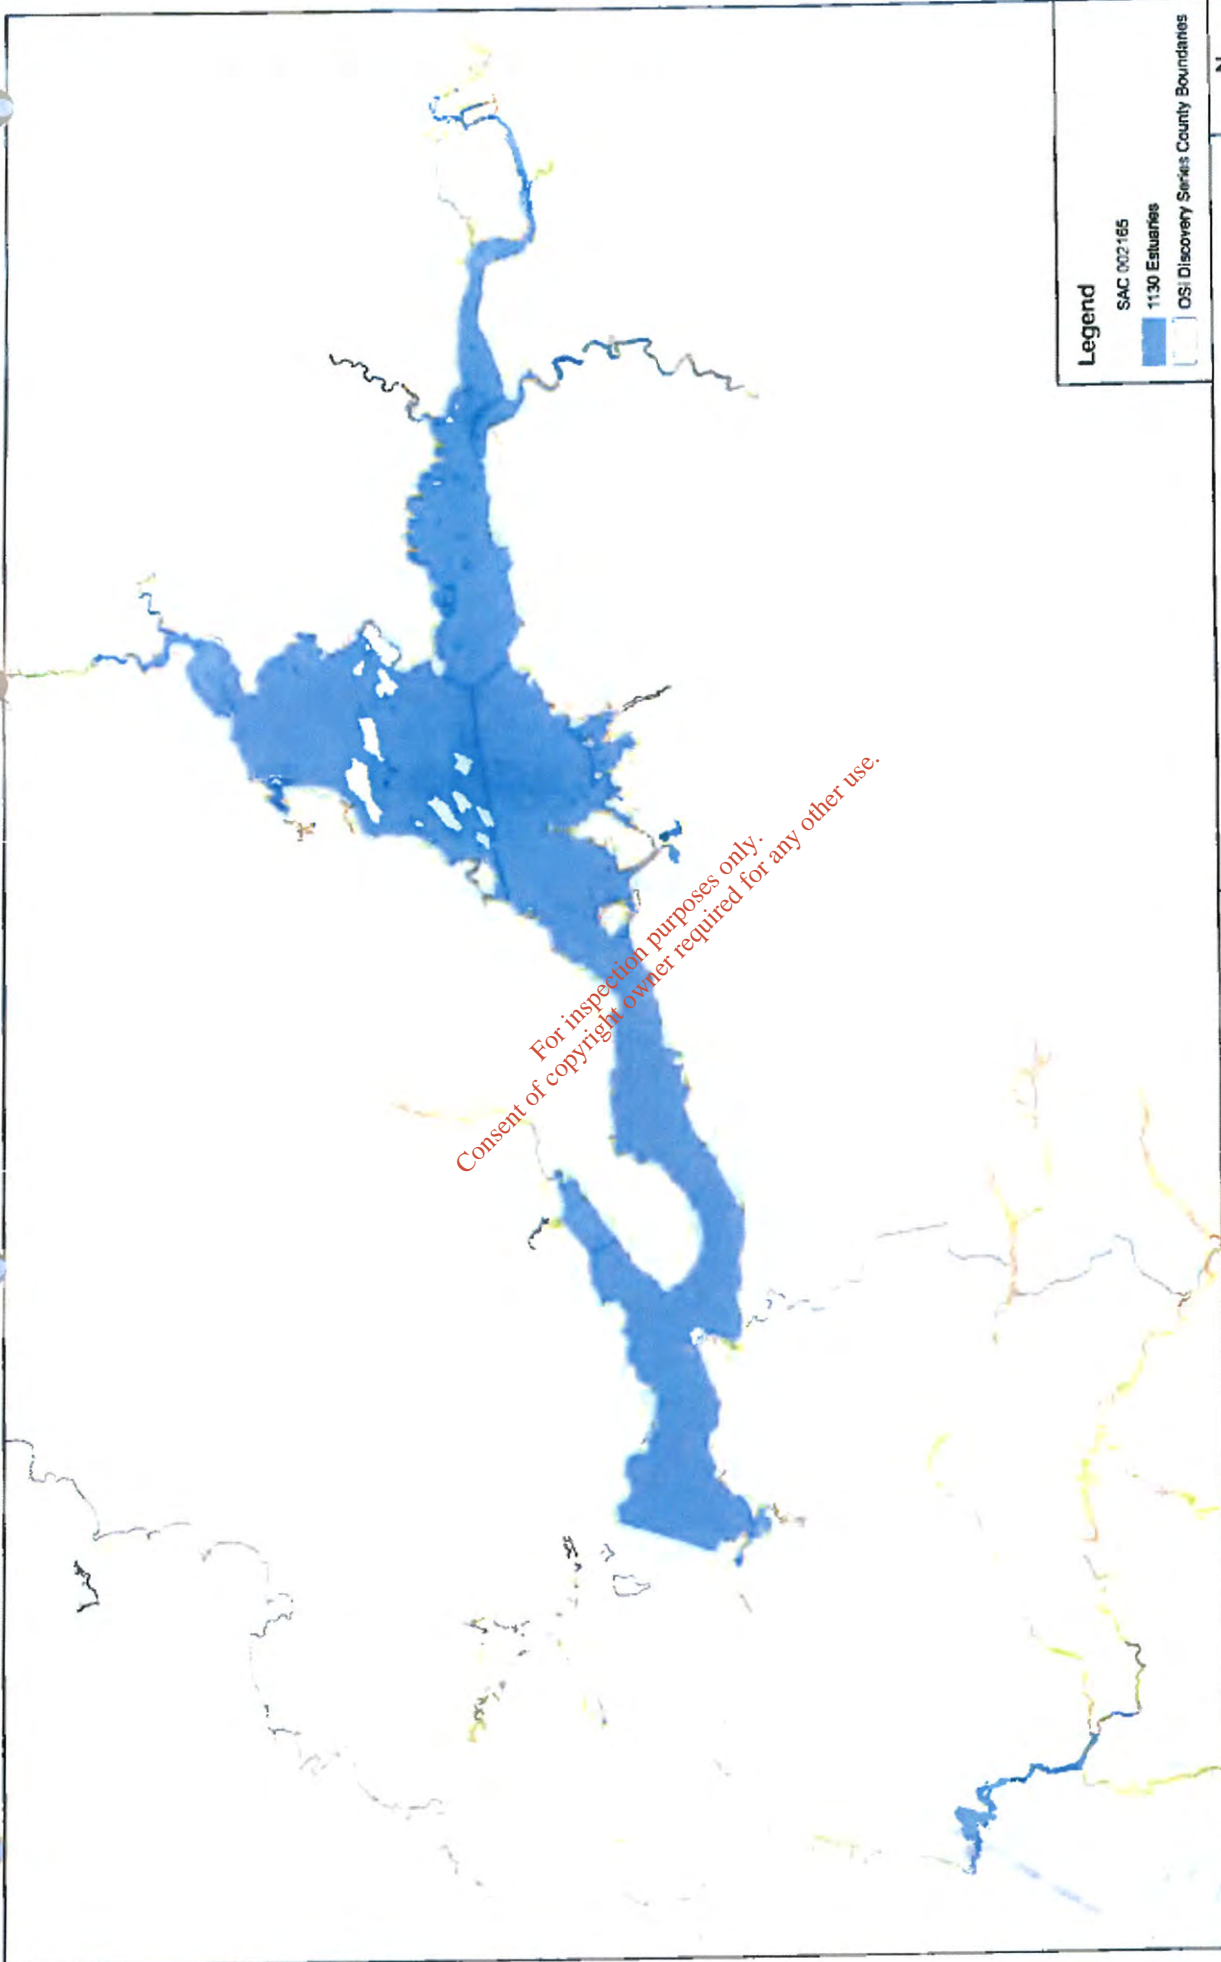 Legend
SAC 002165
1130 Estuaries
OSi Discovery Series County Boundaries
N
For inspection purposes only.
Consent of copyright owner required for any other use.